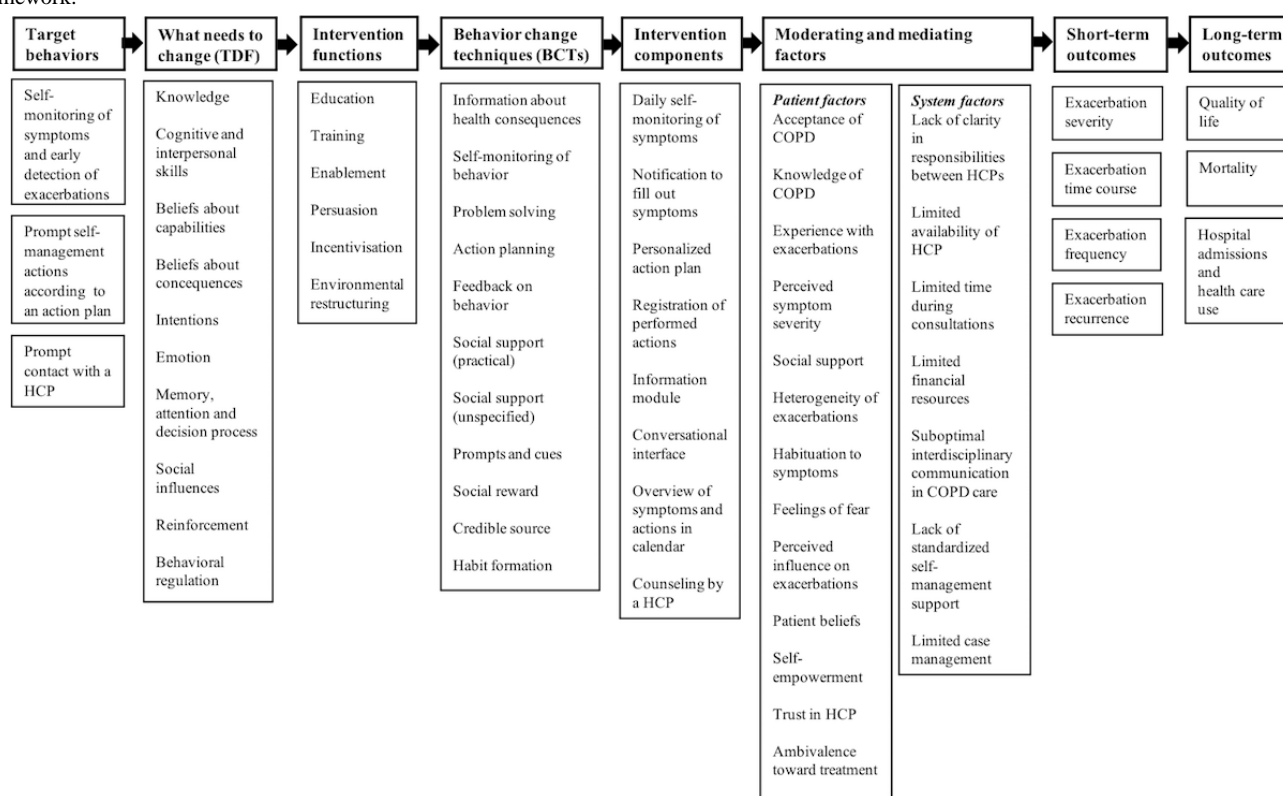 mework.
Target
behaviors
What needs to
change (TDF)
Intervention
functions
Behavior change
techniques (BCTs)
Intervention
components
Moderating and mediating
factors
Short-term
outcomes
Long-term
outcomes
Self-
monitoring of
symptoms
and early
detection of
exacerbations
Prompt self-
management
actions
according to
an action plan
Prompt
contact with a
HCP
Knowledge
Cognitive and
interpersonal
skills
Beliefs about
capabilities
Beliefs about
concequences
Intentions
Emotion
Memory,
attention and
decision process
Social
influences
Reinforcement
Behavioral
regulation
Education
Training
Enablement
Persuasion
Incentivisation
Environmental
restructuring
Information about
health consequences
Self-monitoring of
behavior
Problem solving
Action planning
Feedback on
behavior
Social support
(practical)
Social support
(unspecified)
Prompts and cues
Social reward
Credible source
Habit formation
Daily self-
monitoring of
symptoms
Notification to
fill out
symptoms
Personalized
action plan
Registration of
performed
actions
Information
module
Conversational
interface
Overview of
symptoms and
actions in
calendar
Counseling by
a HCP
Patient factors
Acceptance of
COPD
Knowledge of
COPD
Experience with
exacerbations
Perceived
symptom
severity
Social support
Heterogeneity of
exacerbations
Habituation to
symptoms
Feelings of fear
Perceived
influence on
exacerbations
Patient beliefs
Self-
empowerment
Trust in HCP
Ambivalence
toward treatment
System factors
Lack of clarity
in
responsibilities
between HCPs
Limited
availability of
HCP
Limited time
during
consultations
Limited
financial
resources
Suboptimal
interdisciplinary
communication
in COPD care
Lack of
standardized
self-
management
support
Limited case
management
Exacerbation
severity
Exacerbation
time course
Exacerbation
frequency
Exacerbation
recurrence
Quality of
life
Mortality
Hospital
admissions
and
health care
use